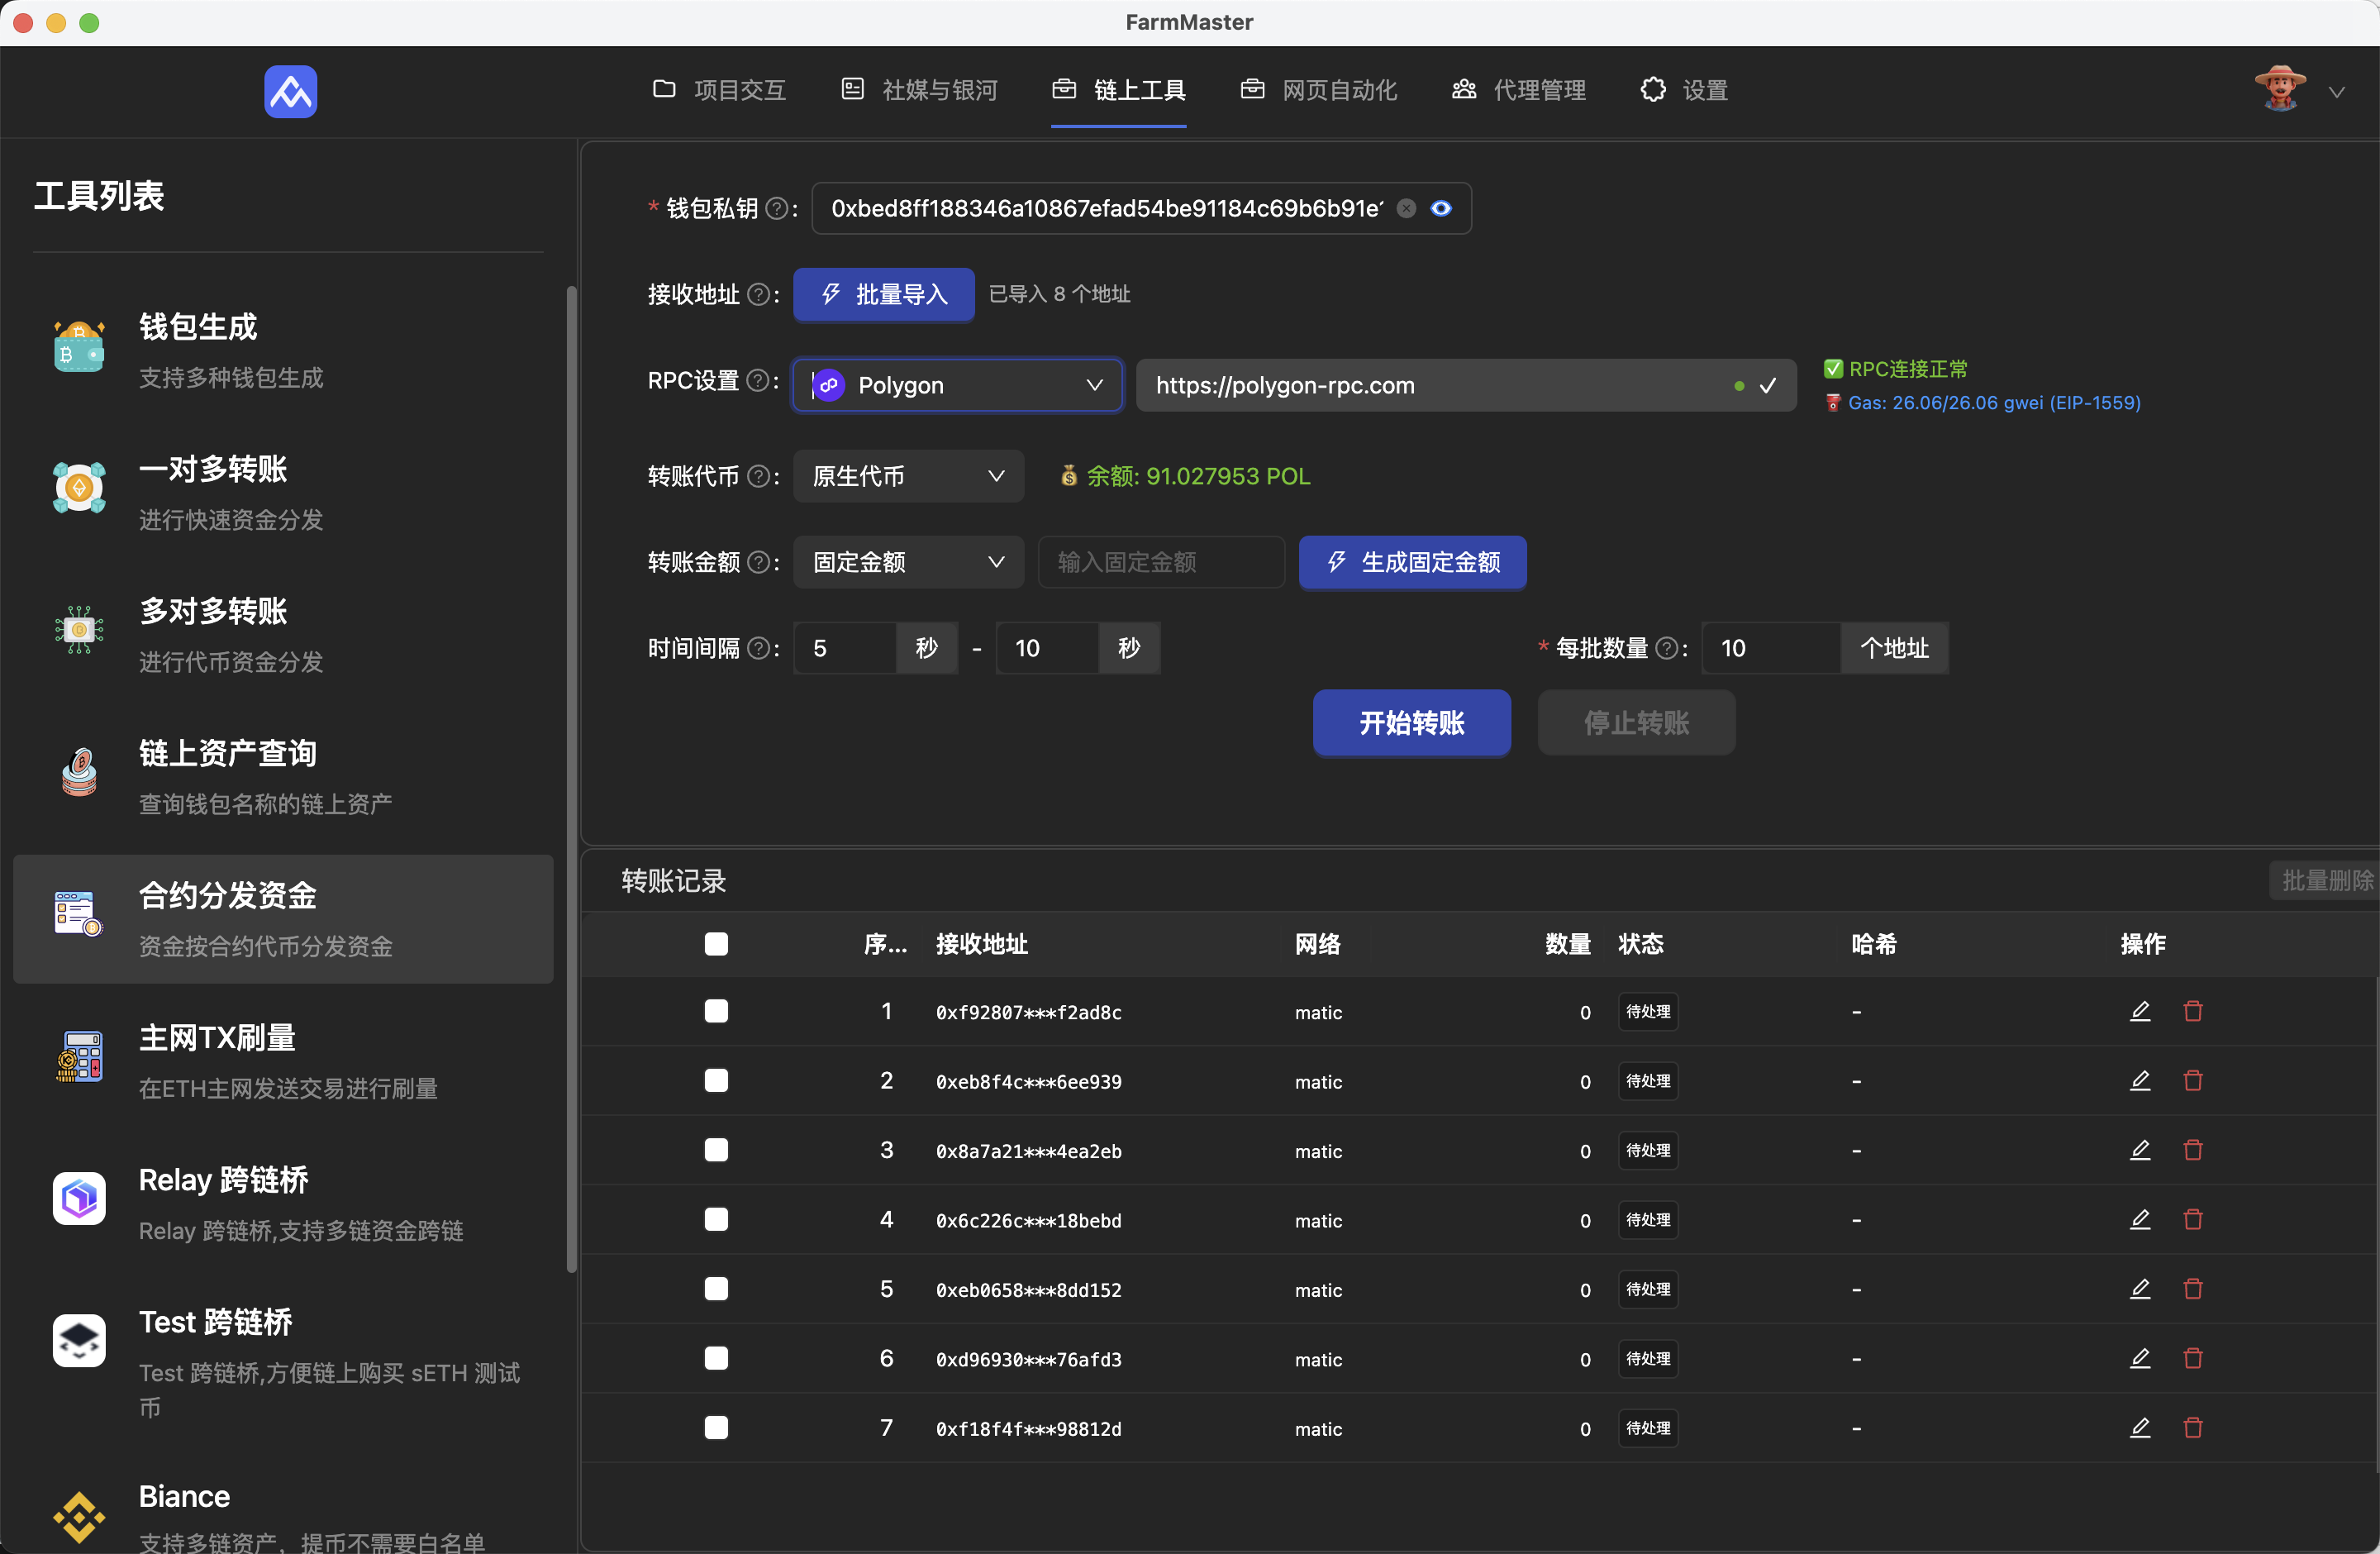 FarmMaster
项目交互
社媒与银河
链上工具
网页自动化
代理管理
设置
工具列表
钱包生成
支持多种钱包生成
一对多转账
进行快速资金分发
多对多转账
进行代币资金分发
链上资产查询
查询钱包名称的链上资产
合约分发资金
资金按合约代币分发资金
主网TX刷量
在ETH主网发送交易进行刷量
Relay 跨链桥
Relay 跨链桥,支持多链资金跨链
Test 跨链桥
Test 跨链桥,方便链上购买 sETH 测试
币
Biance
支持多链资产，提币不需要白名单
* 钱包私钥 ? : 0xbed8ff188346a10867efad54be91184c69b6b91e
接收地址 ? : 批量导入 已导入 8 个地址
RPC设置 ? : Polygon https://polygon-rpc.com
RPC连接正常
Gas: 26.06/26.06 gwei (EIP-1559)
转账代币 ? : 原生代币 余额: 91.027953 POL
转账金额 ? : 固定金额 输入固定金额 生成固定金额
时间间隔 ? : 5 秒 - 10 秒 * 每批数量 ? : 10 个地址
开始转账 停止转账
转账记录 批量删除
序... 接收地址 网络 数量 状态 哈希 操作
1 0xf92807***f2ad8c matic 0 待处理 -
2 0xeb8f4c***6ee939 matic 0 待处理 -
3 0x8a7a21***4ea2eb matic 0 待处理 -
4 0x6c226c***18bebd matic 0 待处理 -
5 0xeb0658***8dd152 matic 0 待处理 -
6 0xd96930***76afd3 matic 0 待处理 -
7 0xf18f4f***98812d matic 0 待处理 -